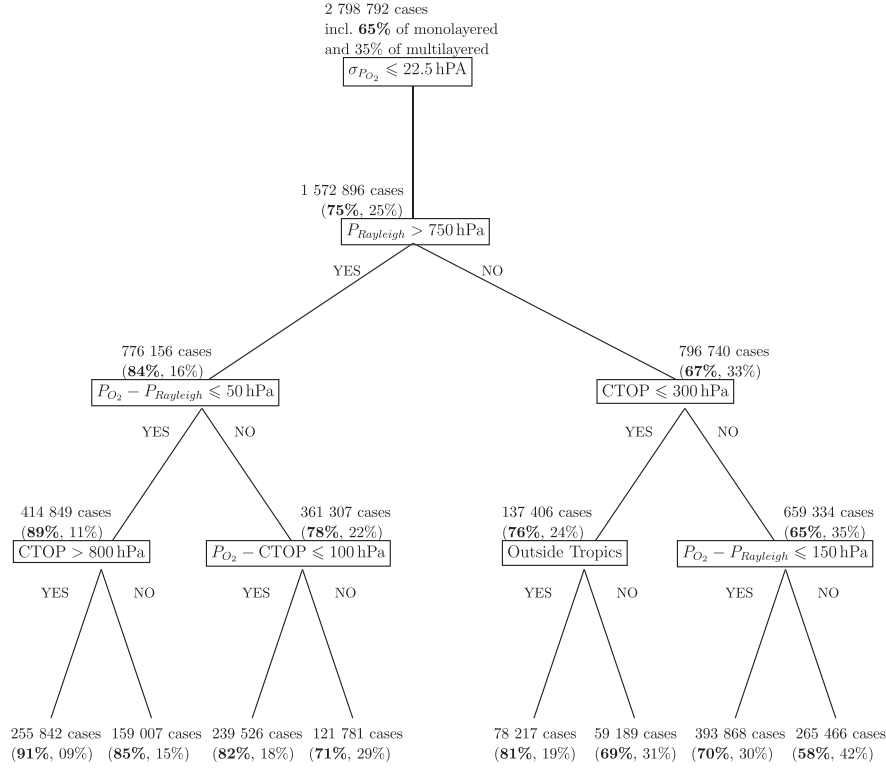 2 798 792 cases
incl. 65% of monolayered
and 35% of multilayered
σ_{P_{O_2}} ⩽ 22.5 hPA
1 572 896 cases
(75%, 25%)
P_{Rayleigh} > 750 hPa
YES NO
776 156 cases 796 740 cases
(84%, 16%) (67%, 33%)
P_{O_2} − P_{Rayleigh} ⩽ 50 hPa CTOP ⩽ 300 hPa
YES NO YES NO
414 849 cases 361 307 cases 137 406 cases 659 334 cases
(89%, 11%) (78%, 22%) (76%, 24%) (65%, 35%)
CTOP > 800 hPa P_{O_2} − CTOP ⩽ 100 hPa Outside Tropics P_{O_2} − P_{Rayleigh} ⩽ 150 hPa
YES NO YES NO YES NO YES NO
255 842 cases 159 007 cases 239 526 cases 121 781 cases 78 217 cases 59 189 cases 393 868 cases 265 466 cases
(91%, 09%) (85%, 15%) (82%, 18%) (71%, 29%) (81%, 19%) (69%, 31%) (70%, 30%) (58%, 42%)